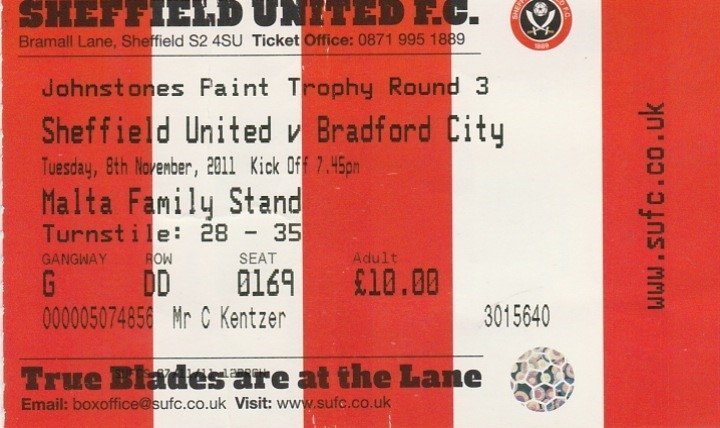 SHEFFIELD UNITED F.C.
Bramall Lane, Sheffield S2 4SU Ticket Office: 0871 995 1889
Johnstones Paint Trophy Round 3
Sheffield United v Bradford City
Tuesday, 8th November, 2011 Kick Off 7.45pm
Malta Family Stand
Turnstile: 28 - 35
GANGWAY ROW SEAT Adult
G DD 0169 £10.00
000005074856 Mr C Kentzer 3015640
True Blades are at the Lane
Email: boxoffice@sufc.co.uk Visit: www.sufc.co.uk
www.sufc.co.uk
1889